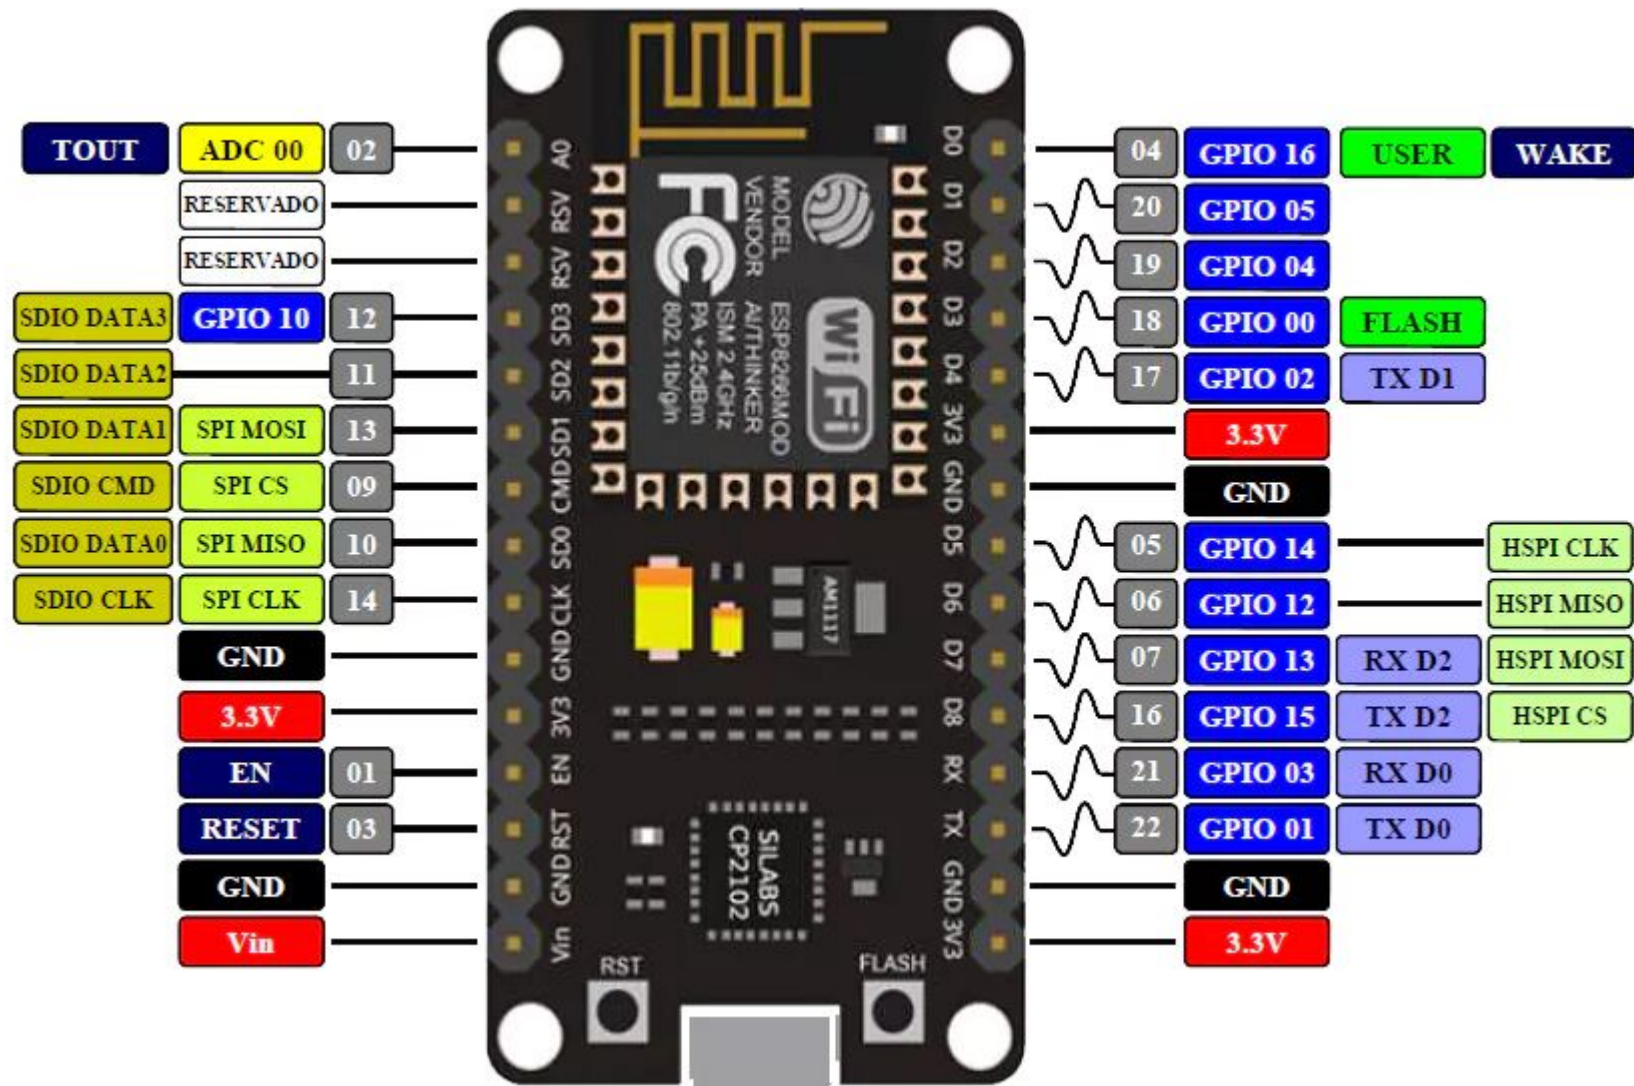 TOUT ADC 00 02
RESERVADO
RESERVADO
SDIO DATA3 GPIO 10 12
SDIO DATA2 11
SDIO DATA1 SPI MOSI 13
SDIO CMD SPI CS 09
SDIO DATA0 SPI MISO 10
SDIO CLK SPI CLK 14
GND
3.3V
EN 01
RESET 03
GND
Vin
A0
RSV
RSV
SD3
SD2
SD1
CMD
SD0
CLK
GND
3V3
EN
RST
GND
Vin
MODEL
VENDOR
ESP8266MOD
AI/THINKER
ISM 2.4GHz
PA +25dBm
802.11b/g/n
FC
Wi Fi
AM1117
SILABS
CP2102
RST
FLASH
D0
D1
D2
D3
D4
3V3
GND
D5
D6
D7
D8
RX
TX
GND
3V3
04 GPIO 16 USER WAKE
20 GPIO 05
19 GPIO 04
18 GPIO 00 FLASH
17 GPIO 02 TX D1
3.3V
GND
05 GPIO 14 HSPI CLK
06 GPIO 12 HSPI MISO
07 GPIO 13 RX D2 HSPI MOSI
16 GPIO 15 TX D2 HSPI CS
21 GPIO 03 RX D0
22 GPIO 01 TX D0
GND
3.3V